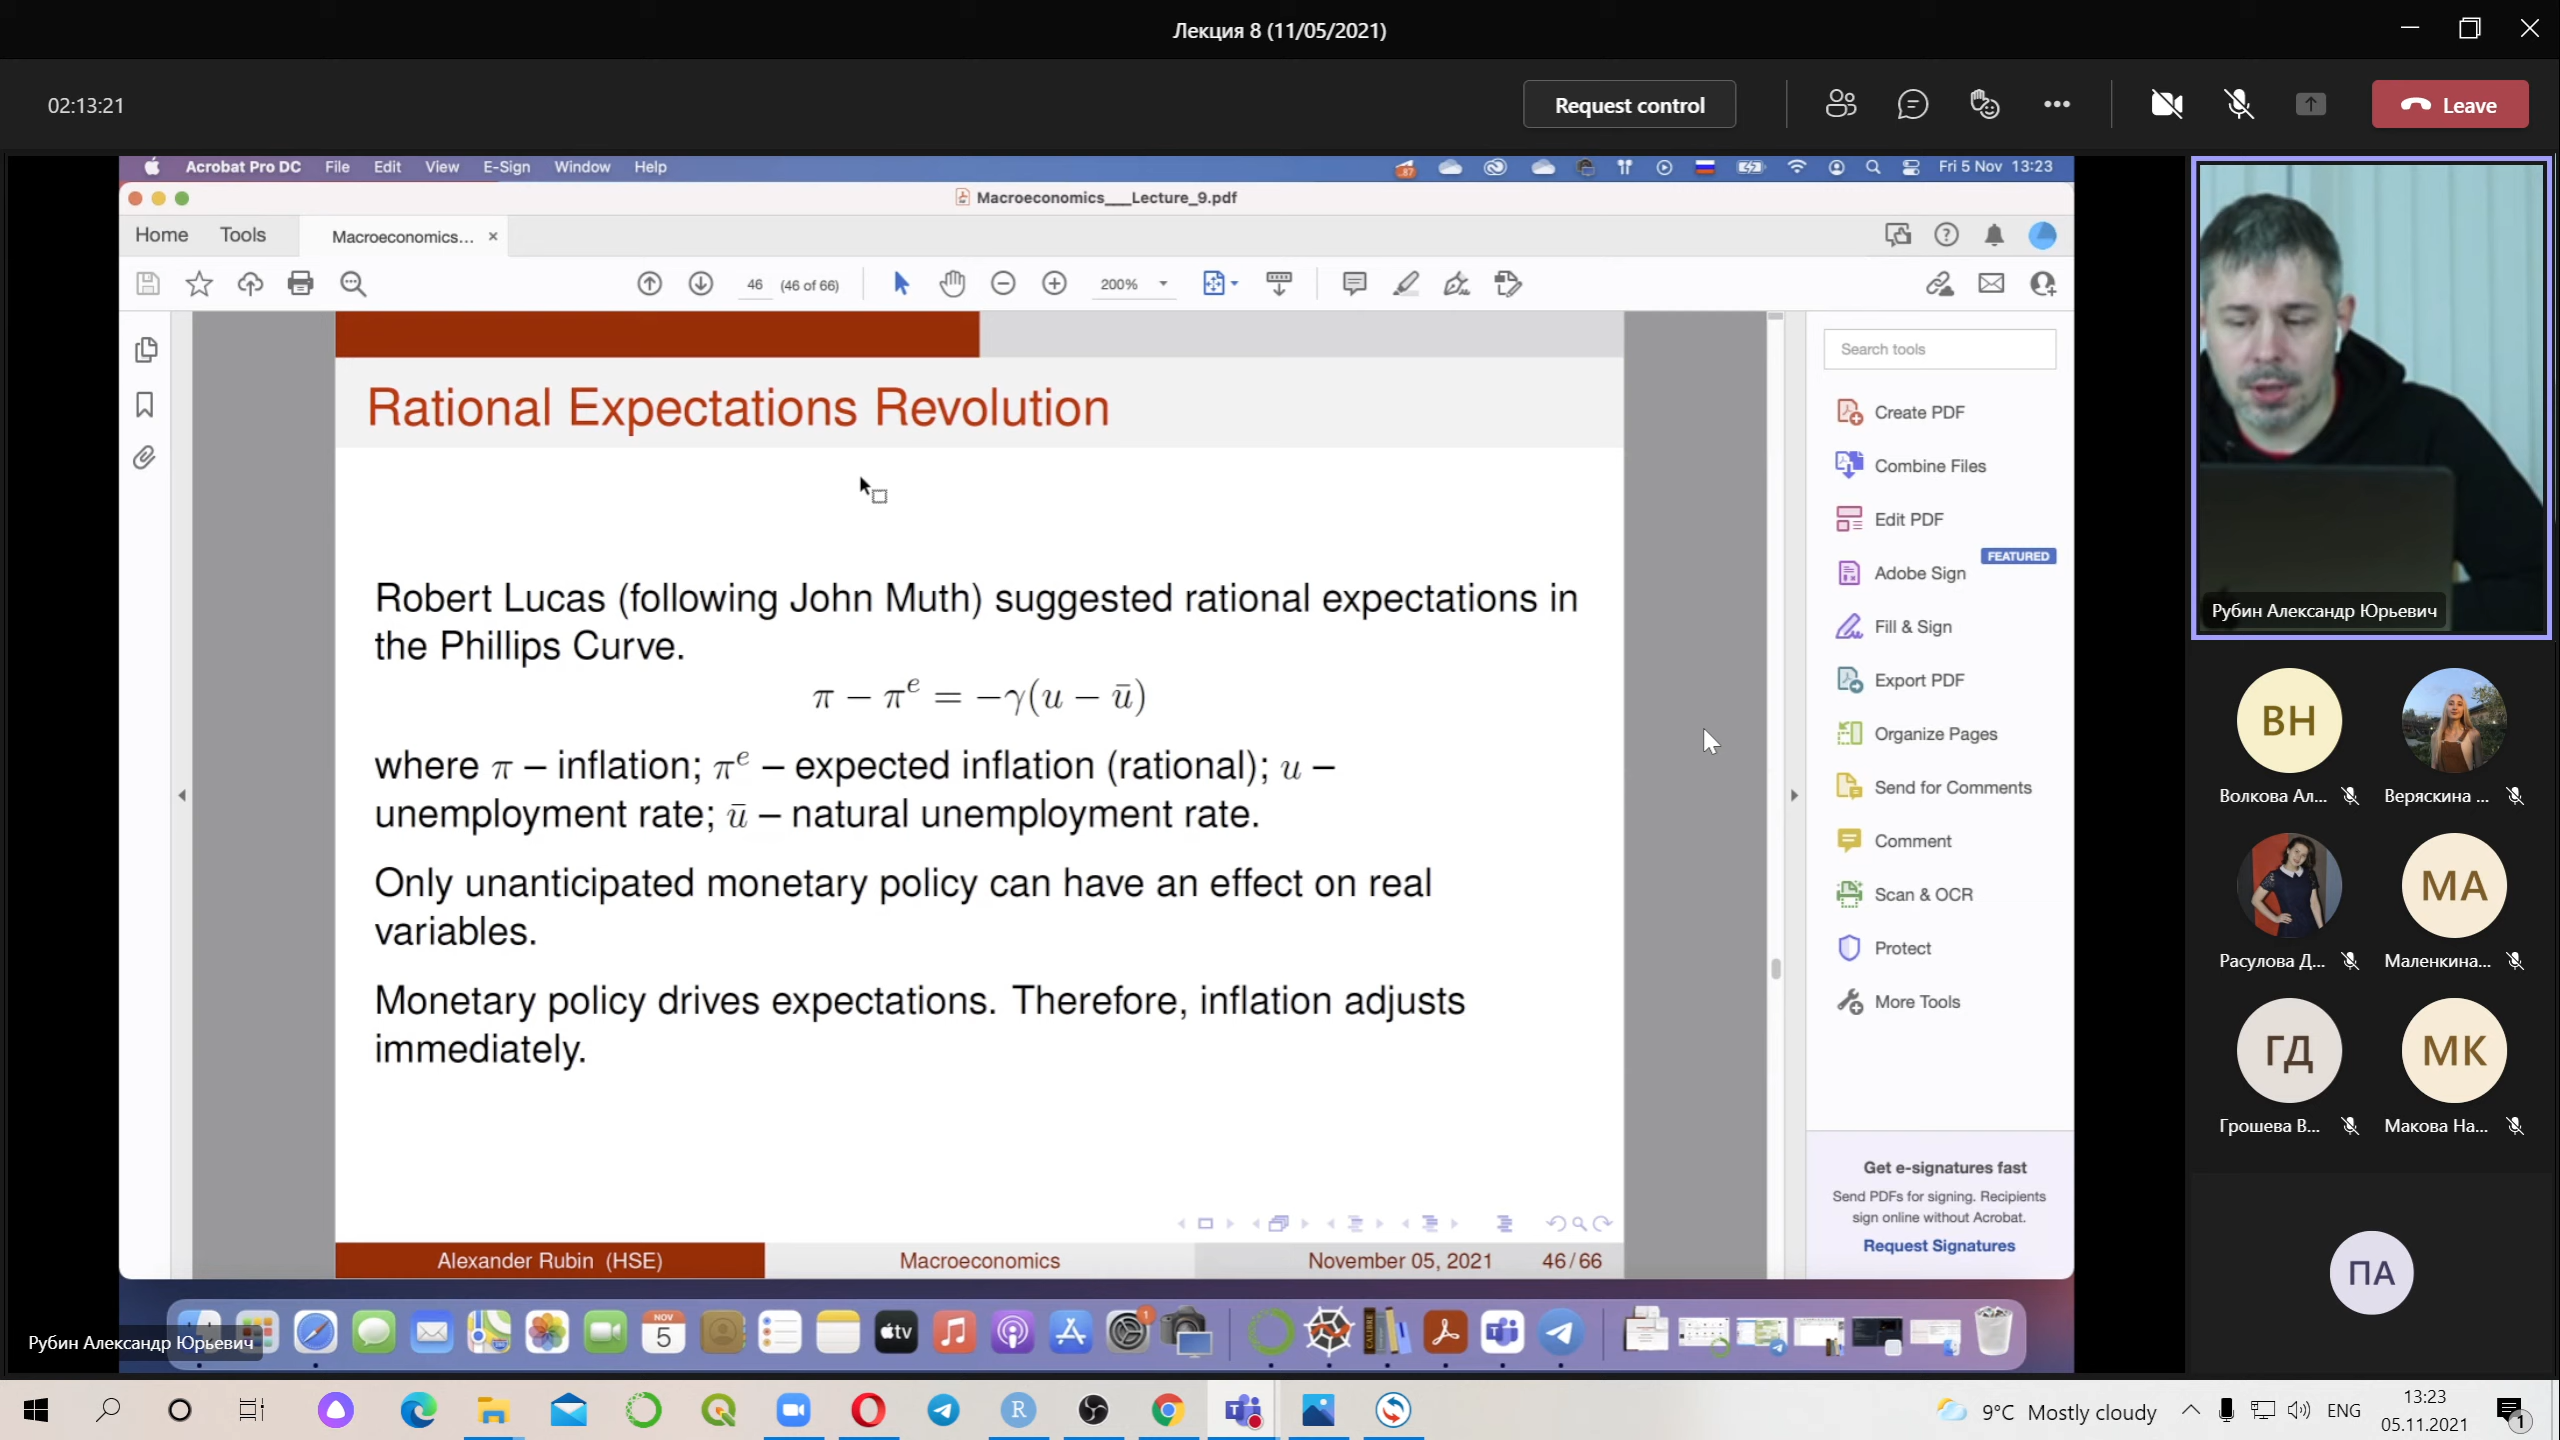 Лекция 8 (11/05/2021)
02:13:21
Request control
Leave
Acrobat Pro DC File Edit View E-Sign Window Help
Fri 5 Nov 13:23
Macroeconomics___Lecture_9.pdf
Home Tools Macroeconomics... ×
46 (46 of 66) 200%
Search tools
Create PDF
Combine Files
Edit PDF
FEATURED
Adobe Sign
Fill & Sign
Export PDF
Organize Pages
Send for Comments
Comment
Scan & OCR
Protect
More Tools
Get e-signatures fast
Send PDFs for signing. Recipients
sign online without Acrobat.
Request Signatures
Rational Expectations Revolution
Robert Lucas (following John Muth) suggested rational expectations in
the Phillips Curve.
π − πᵉ = −γ(u − ū)
where π – inflation; πᵉ – expected inflation (rational); u –
unemployment rate; ū – natural unemployment rate.
Only unanticipated monetary policy can have an effect on real
variables.
Monetary policy drives expectations. Therefore, inflation adjusts
immediately.
Alexander Rubin (HSE) Macroeconomics November 05, 2021 46/66
Рубин Александр Юрьевич
ВН
Волкова Ал...
Веряскина ...
МА
Расулова Д...
Маленкина...
ГД
МК
Грошева В...
Макова На...
ПА
NOV
5
tv
1
CALIBRE
Рубин Александр Юрьевич
R
9°C Mostly cloudy
ENG
13:23
05.11.2021
1